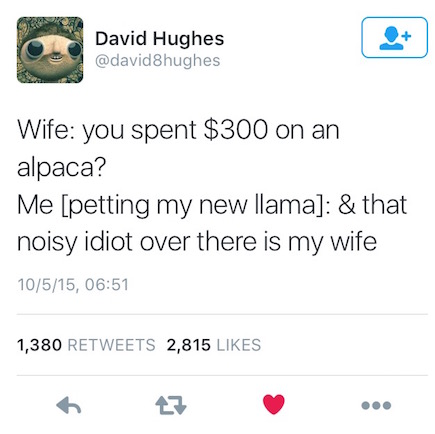 David Hughes
@david8hughes
Wife: you spent $300 on an
alpaca?
Me [petting my new llama]: & that
noisy idiot over there is my wife
10/5/15, 06:51
1,380 RETWEETS 2,815 LIKES